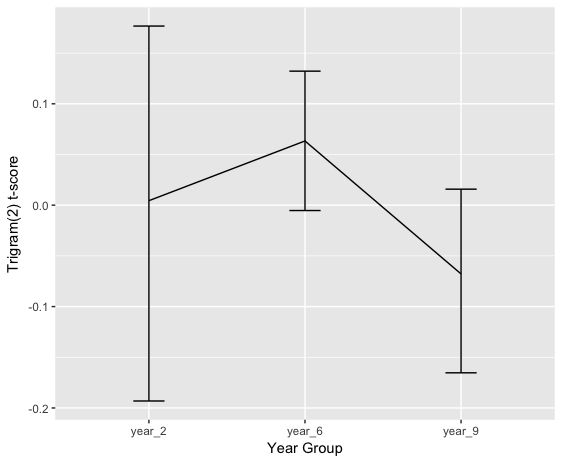 Trigram(2) t-score
0.1
0.0
-0.1
-0.2
year_2 year_6 year_9
Year Group